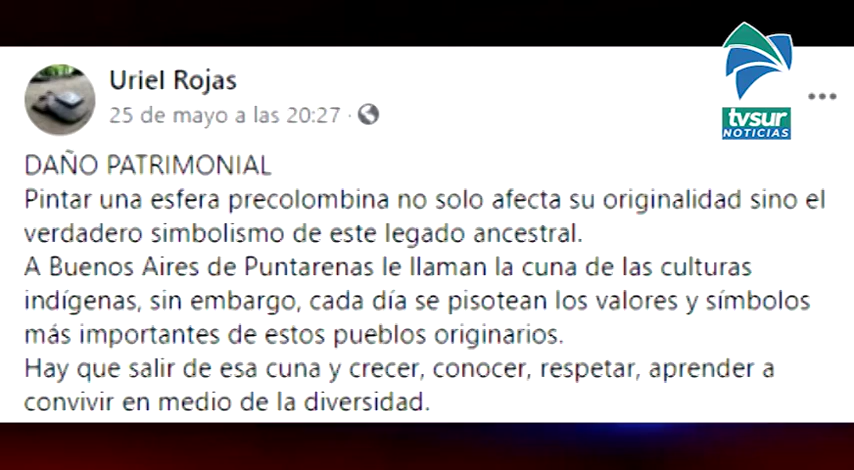 Uriel Rojas
25 de mayo a las 20:27 ·
tvsur
NOTICIAS
DAÑO PATRIMONIAL
Pintar una esfera precolombina no solo afecta su originalidad sino el
verdadero simbolismo de este legado ancestral.
A Buenos Aires de Puntarenas le llaman la cuna de las culturas
indígenas, sin embargo, cada día se pisotean los valores y símbolos
más importantes de estos pueblos originarios.
Hay que salir de esa cuna y crecer, conocer, respetar, aprender a
convivir en medio de la diversidad.